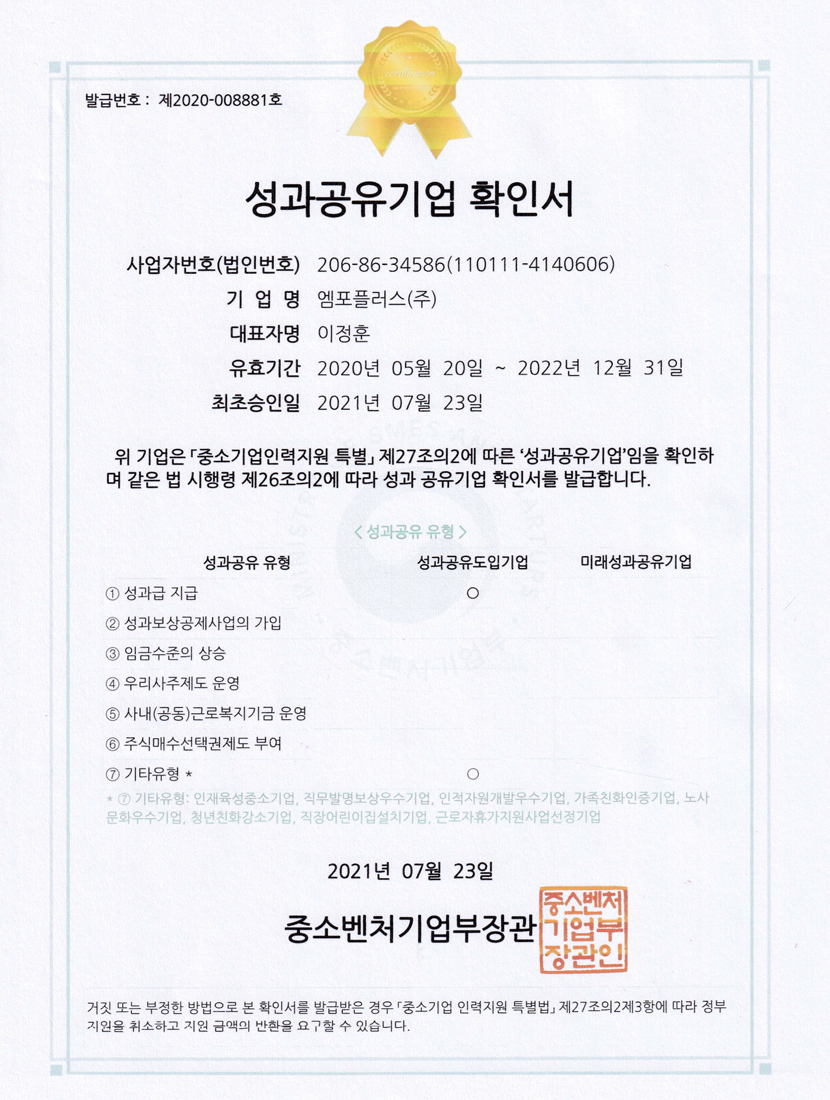 발급번호 : 제2020-008881호
성과공유기업 확인서
사업자번호(법인번호) 206-86-34586(110111-4140606)
기 업 명 엠포플러스(주)
대표자명 이정훈
유효기간 2020년 05월 20일 ~ 2022년 12월 31일
최초승인일 2021년 07월 23일
위 기업은 ｢중소기업인력지원 특별｣ 제27조의2에 따른 ‘성과공유기업’임을 확인하
며 같은 법 시행령 제26조의2에 따라 성과 공유기업 확인서를 발급합니다.
< 성과공유 유형 >
성과공유 유형 성과공유도입기업 미래성과공유기업
① 성과급 지급 ○
② 성과보상공제사업의 가입
③ 임금수준의 상승
④ 우리사주제도 운영
⑤ 사내(공동)근로복지기금 운영
⑥ 주식매수선택권제도 부여
⑦ 기타유형 * ○
* ⑦ 기타유형: 인재육성중소기업, 직무발명보상우수기업, 인적자원개발우수기업, 가족친화인증기업, 노사
문화우수기업, 청년친화강소기업, 직장어린이집설치기업, 근로자휴가지원사업선정기업
2021년 07월 23일
중소벤처기업부장관
중소벤처
기업부
장관인
거짓 또는 부정한 방법으로 본 확인서를 발급받은 경우 ｢중소기업 인력지원 특별법｣ 제27조의2제3항에 따라 정부
지원을 취소하고 지원 금액의 반환을 요구할 수 있습니다.